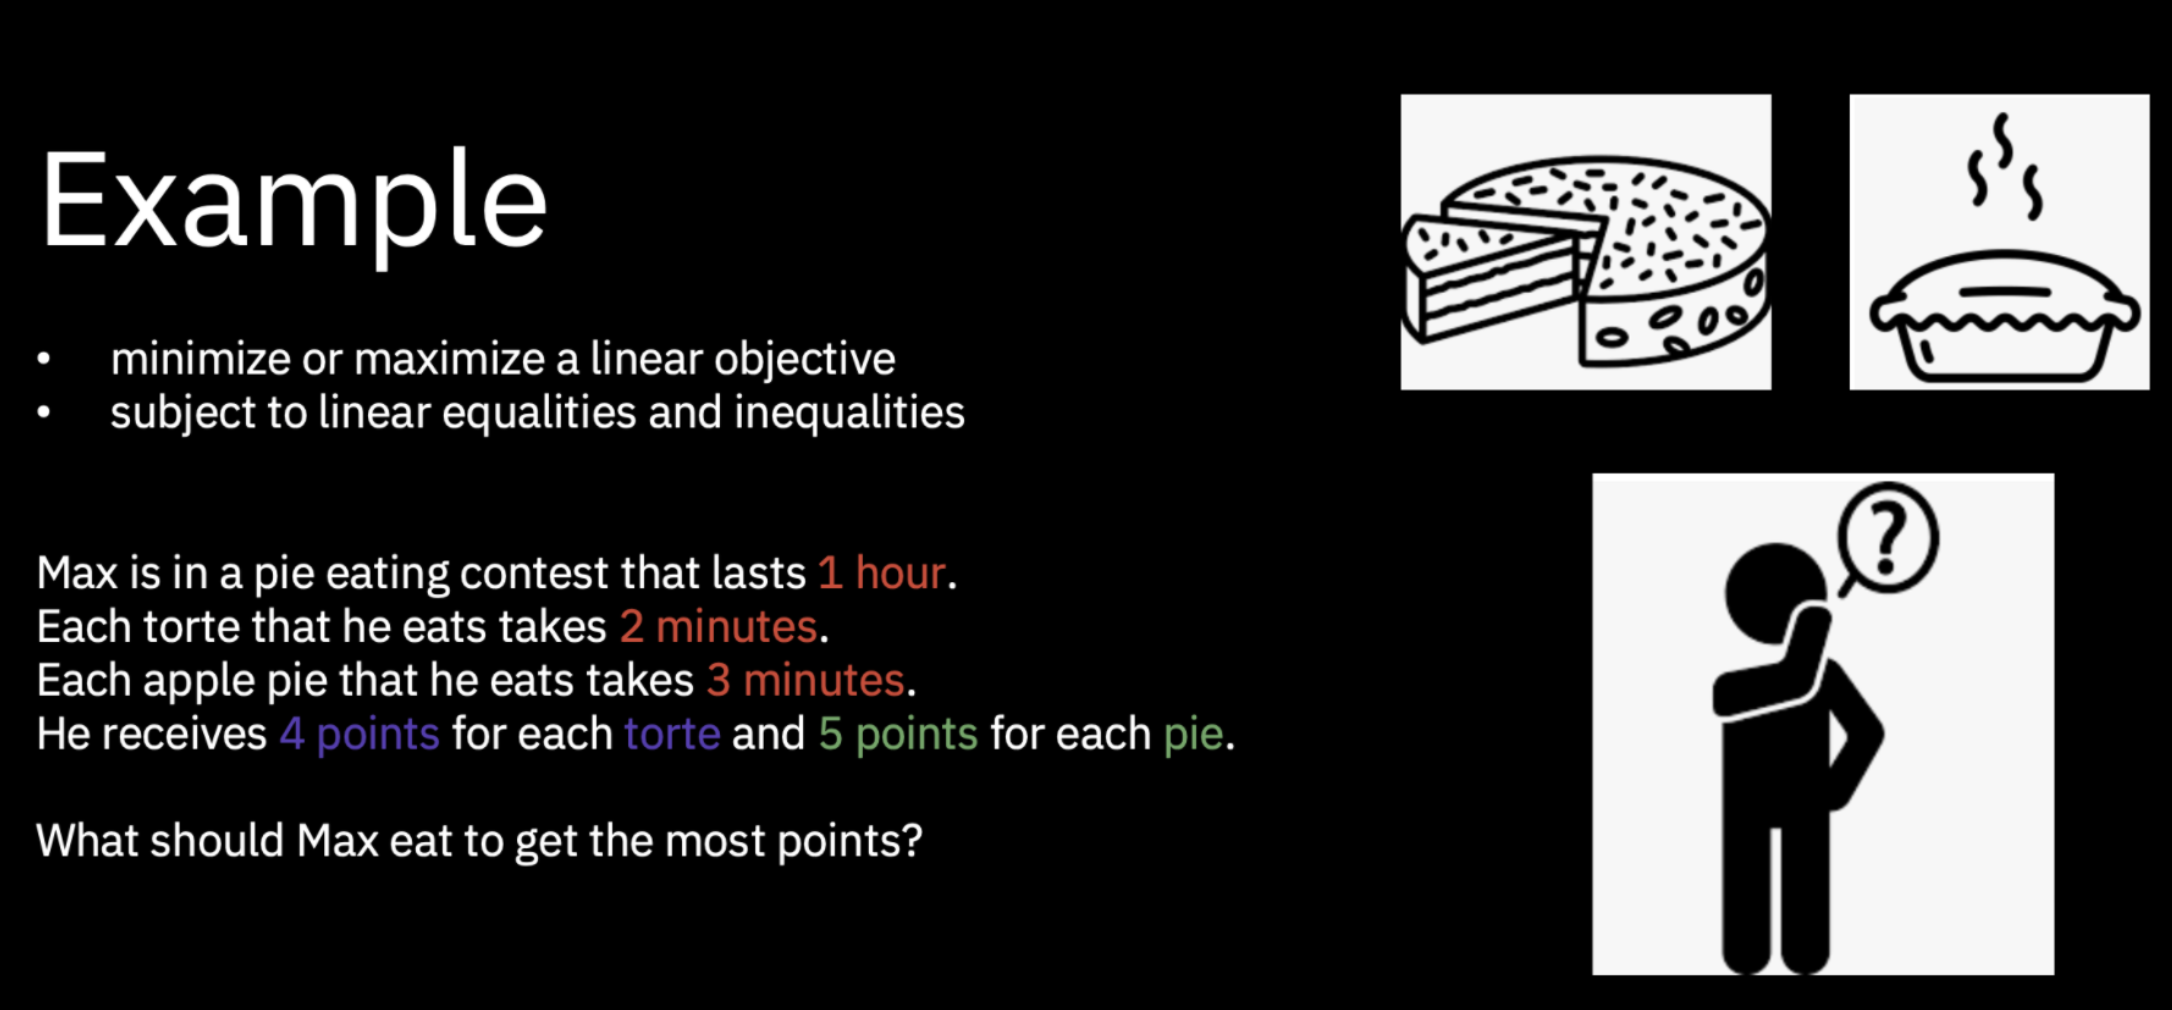 Example
• minimize or maximize a linear objective
• subject to linear equalities and inequalities
Max is in a pie eating contest that lasts 1 hour.
Each torte that he eats takes 2 minutes.
Each apple pie that he eats takes 3 minutes.
He receives 4 points for each torte and 5 points for each pie.
What should Max eat to get the most points?
?